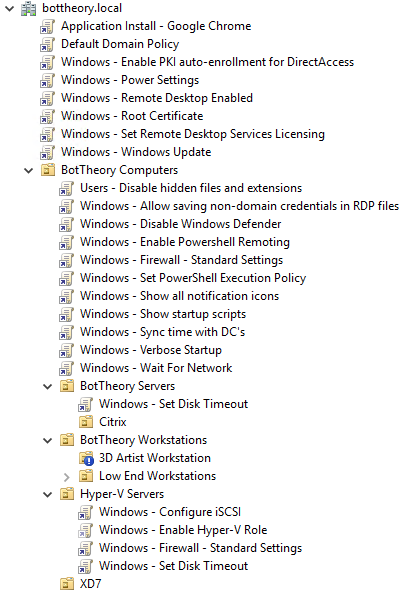 bottheory.local
Application Install - Google Chrome
Default Domain Policy
Windows - Enable PKI auto-enrollment for DirectAccess
Windows - Power Settings
Windows - Remote Desktop Enabled
Windows - Root Certificate
Windows - Set Remote Desktop Services Licensing
Windows - Windows Update
BotTheory Computers
Users - Disable hidden files and extensions
Windows - Allow saving non-domain credentials in RDP files
Windows - Disable Windows Defender
Windows - Enable Powershell Remoting
Windows - Firewall - Standard Settings
Windows - Set PowerShell Execution Policy
Windows - Show all notification icons
Windows - Show startup scripts
Windows - Sync time with DC's
Windows - Verbose Startup
Windows - Wait For Network
BotTheory Servers
Windows - Set Disk Timeout
Citrix
BotTheory Workstations
3D Artist Workstation
Low End Workstations
Hyper-V Servers
Windows - Configure iSCSI
Windows - Enable Hyper-V Role
Windows - Firewall - Standard Settings
Windows - Set Disk Timeout
XD7